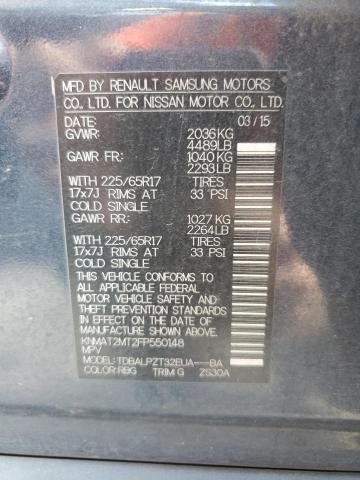 MFD BY RENAULT SAMSUNG MOTORS
CO., LTD. FOR NISSAN MOTOR CO., LTD.
DATE: 03/15
GVWR: 2036KG
4489LB
GAWR FR: 1040KG
2293LB
WITH 225/65R17 TIRES
17x7J RIMS AT 33 PSI
COLD SINGLE
GAWR RR: 1027 KG
2264LB
WITH 225/65R17 TIRES
17x7J RIMS AT 33 PSI
COLD SINGLE
THIS VEHICLE CONFORMS TO ALL
APPLICABLE U.S. FEDERAL
MOTOR VEHICLE SAFETY, BUMPER,
AND THEFT PREVENTION STANDARDS
IN EFFECT ON THE DATE OF
MANUFACTURE SHOWN ABOVE.
KNMAT2MT2FP550148
MPV
MODEL: TDBALPZT32EUA---BA
COLOR: RBG TRIM: G ZS30A